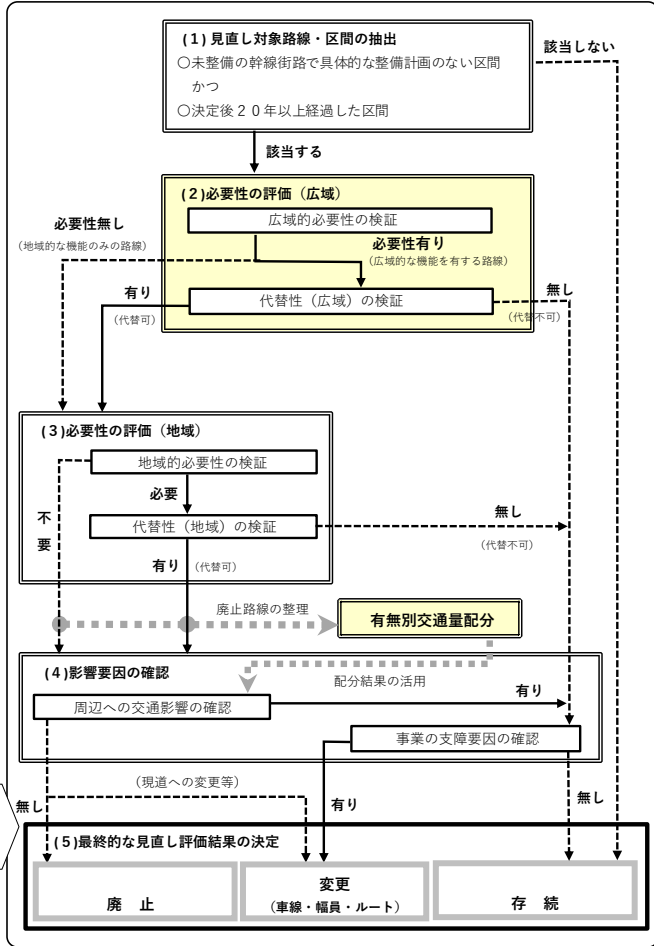 (1) 見直し対象路線・区間の抽出
○未整備の幹線街路で具体的な整備計画のない区間
かつ
○決定後２０年以上経過した区間
該当しない
該当する
(２)必要性の評価（広域）
広域的必要性の検証
必要性無し
(地域的な機能のみの路線)
必要性有り
(広域的な機能を有する路線)
有り
(代替可)
代替性（広域）の検証
無し
(代替不可)
(３)必要性の評価（地域）
地域的必要性の検証
必要
不要
代替性（地域）の検証
無し
(代替不可)
有り (代替可)
廃止路線の整理
有無別交通量配分
(４)影響要因の確認
配分結果の活用
周辺への交通影響の確認
有り
事業の支障要因の確認
(現道への変更等)
無し
有り
無し
(５)最終的な見直し評価結果の決定
廃　止
変更
(車線・幅員・ルート)
存　続